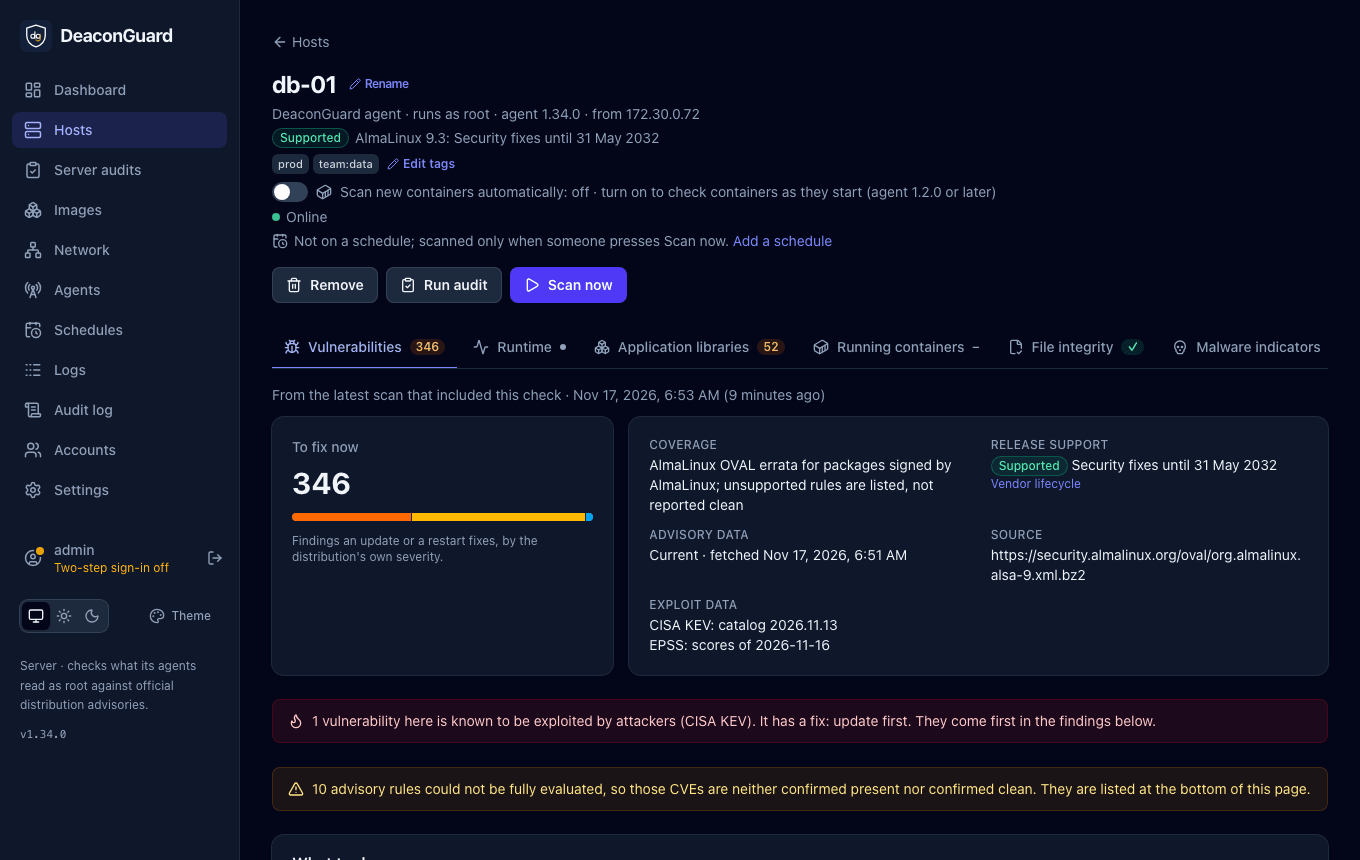 DeaconGuard
Dashboard
Hosts
Server audits
Images
Network
Agents
Schedules
Logs
Audit log
Accounts
Settings
admin
Two-step sign-in off
Theme
Server · checks what its agents
read as root against official
distribution advisories.
v1.34.0
← Hosts
db-01 Rename
DeaconGuard agent · runs as root · agent 1.34.0 · from 172.30.0.72
Supported AlmaLinux 9.3: Security fixes until 31 May 2032
prod team:data Edit tags
Scan new containers automatically: off · turn on to check containers as they start (agent 1.2.0 or later)
Online
Not on a schedule; scanned only when someone presses Scan now. Add a schedule
Remove Run audit Scan now
Vulnerabilities 346 Runtime Application libraries 52 Running containers – File integrity ✓ Malware indicators
From the latest scan that included this check · Nov 17, 2026, 6:53 AM (9 minutes ago)
To fix now
346
Findings an update or a restart fixes, by the
distribution's own severity.
COVERAGE
AlmaLinux OVAL errata for packages signed by
AlmaLinux; unsupported rules are listed, not
reported clean
RELEASE SUPPORT
Supported Security fixes until 31 May 2032
Vendor lifecycle
ADVISORY DATA
Current · fetched Nov 17, 2026, 6:51 AM
SOURCE
https://security.almalinux.org/oval/org.almalinux.
alsa-9.xml.bz2
EXPLOIT DATA
CISA KEV: catalog 2026.11.13
EPSS: scores of 2026-11-16
1 vulnerability here is known to be exploited by attackers (CISA KEV). It has a fix: update first. They come first in the findings below.
10 advisory rules could not be fully evaluated, so those CVEs are neither confirmed present nor confirmed clean. They are listed at the bottom of this page.